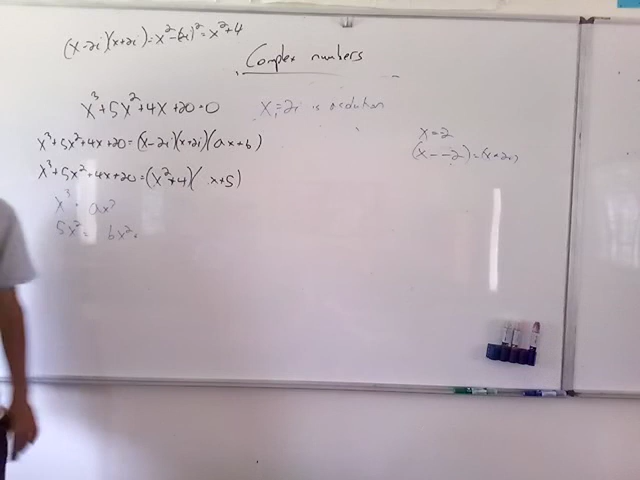 (x-2i)(x+2i)=x²-(2i)²=x²+4
Complex numbers
x³+5x²+4x+20=0
x₁=2i is a solution
x³+5x²+4x+20=(x-2i)(x+2i)(ax+b)
x=2
(x--2)=(x+2)
x³+5x²+4x+20=(x²+4)( x+5)
x³= ax³
5x²= bx²